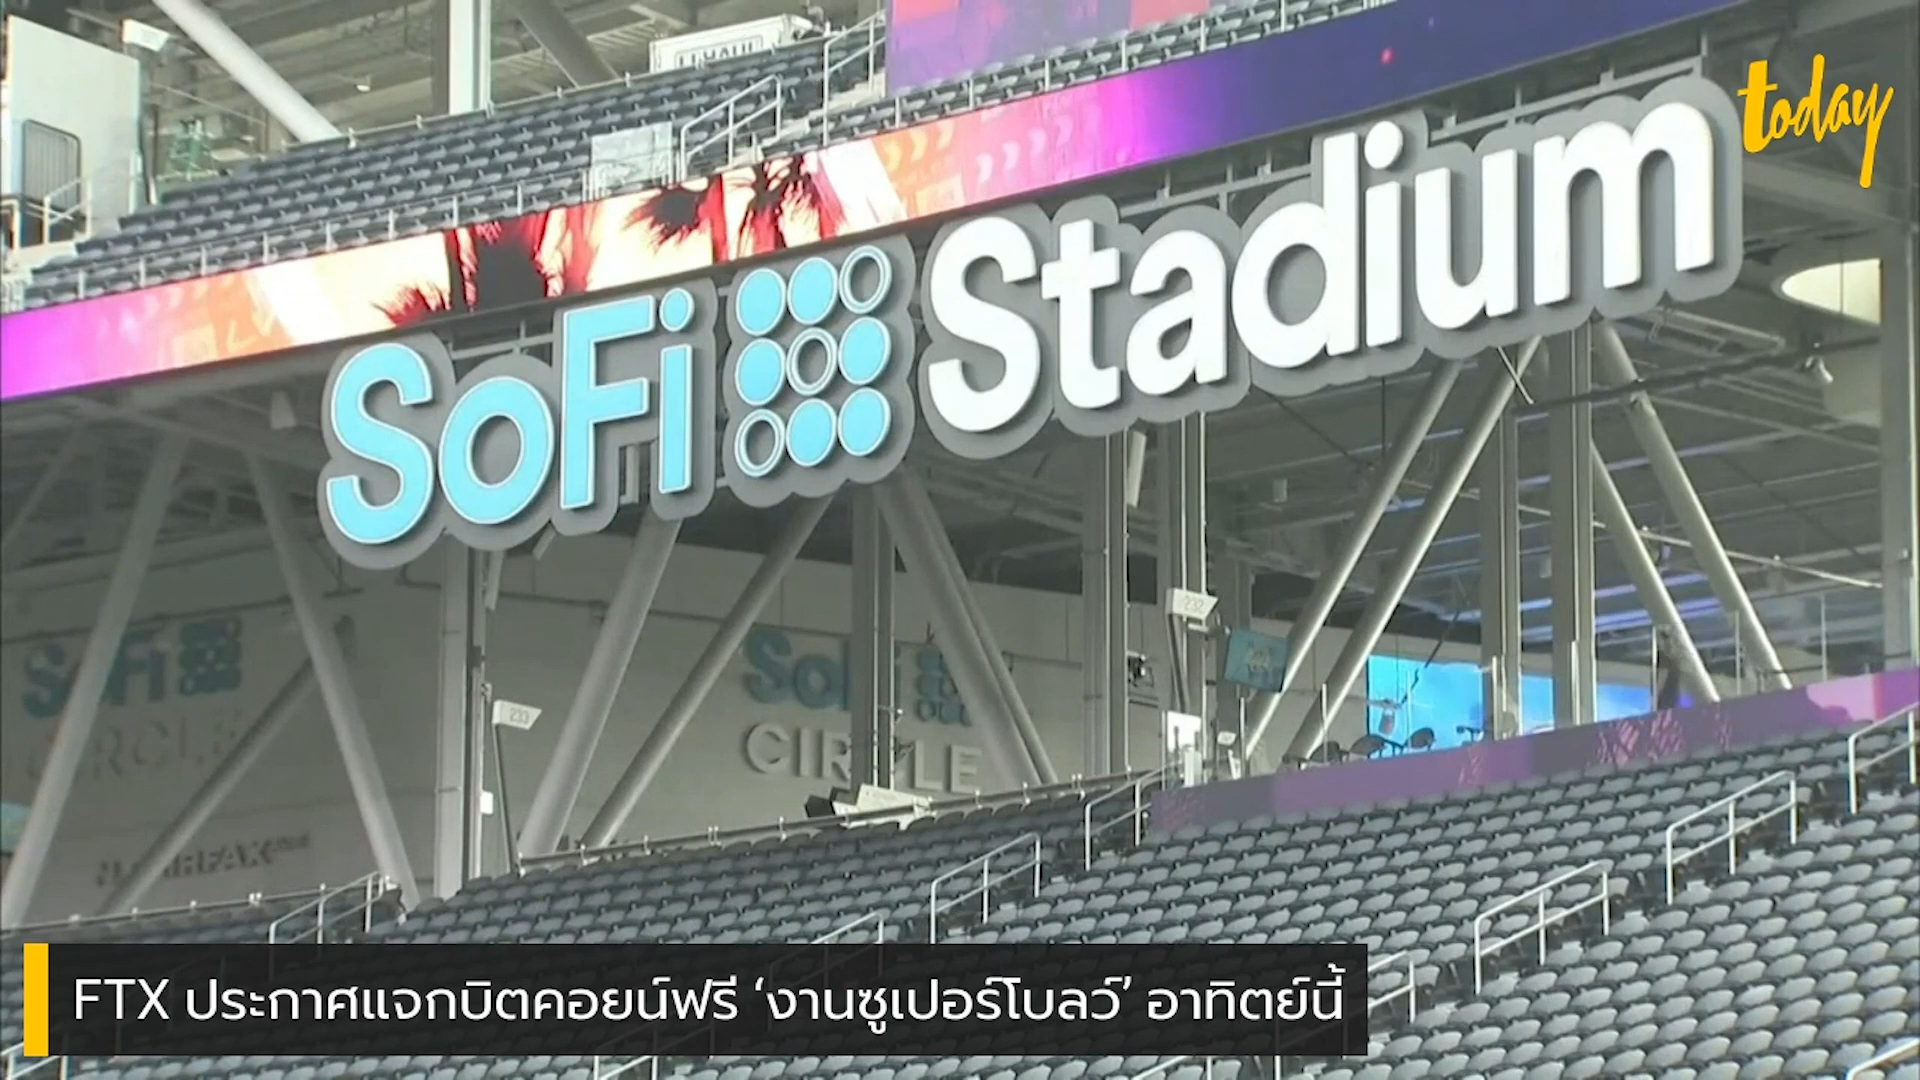 U-HAUL
today
SoFi Stadium
232
233
SoFi
CIRCLE
SoFi
CIRCLE
FTX ประกาศแจกบิตคอยน์ฟรี ‘งานซูเปอร์โบลว์’ อาทิตย์นี้